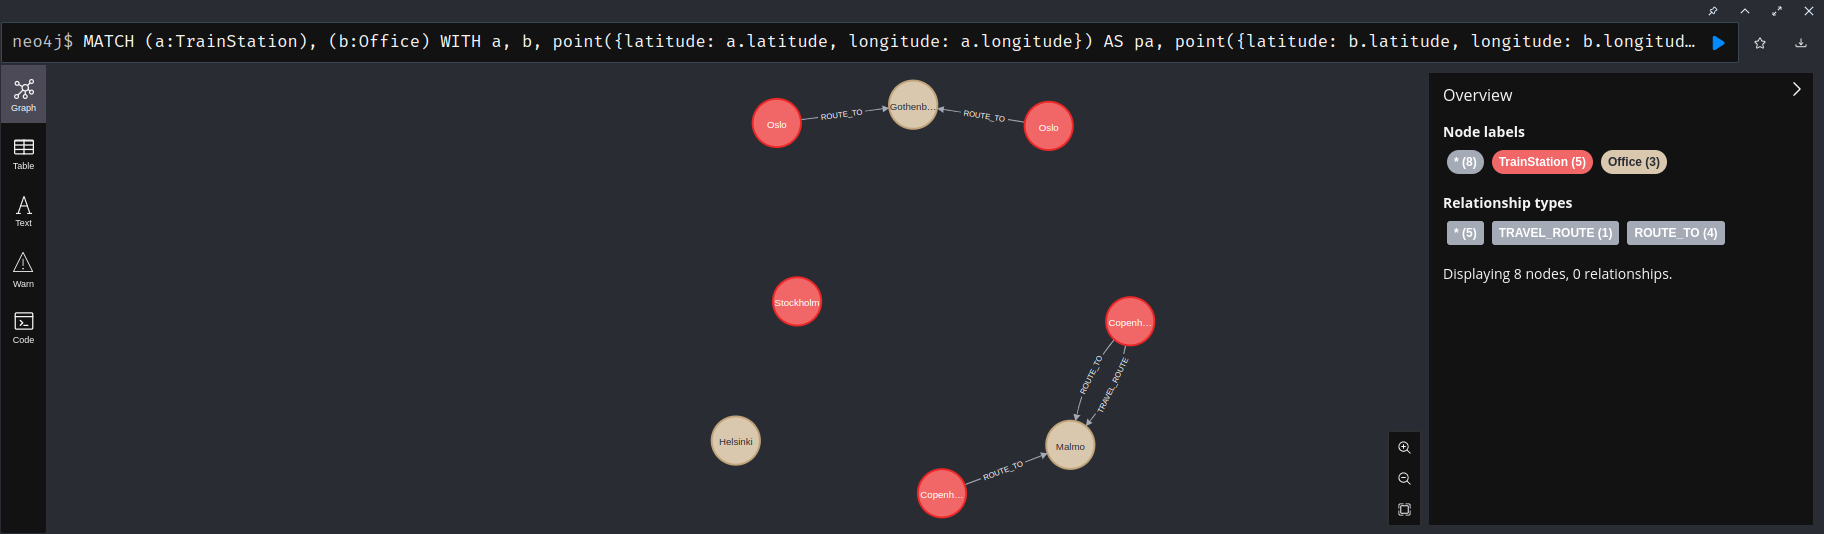 neo4j$ MATCH (a:TrainStation), (b:Office) WITH a, b, point({latitude: a.latitude, longitude: a.longitude}) AS pa, point({latitude: b.latitude, longitude: b.longitud…
Graph
Table
Text
Warn
Code
Oslo
ROUTE_TO
Gothenb…
ROUTE_TO
Oslo
Stockholm
Copenh…
ROUTE_TO
TRAVEL_ROUTE
Helsinki
Malmo
ROUTE_TO
Copenh…
Overview
Node labels
* (8) TrainStation (5) Office (3)
Relationship types
* (5) TRAVEL_ROUTE (1) ROUTE_TO (4)
Displaying 8 nodes, 0 relationships.